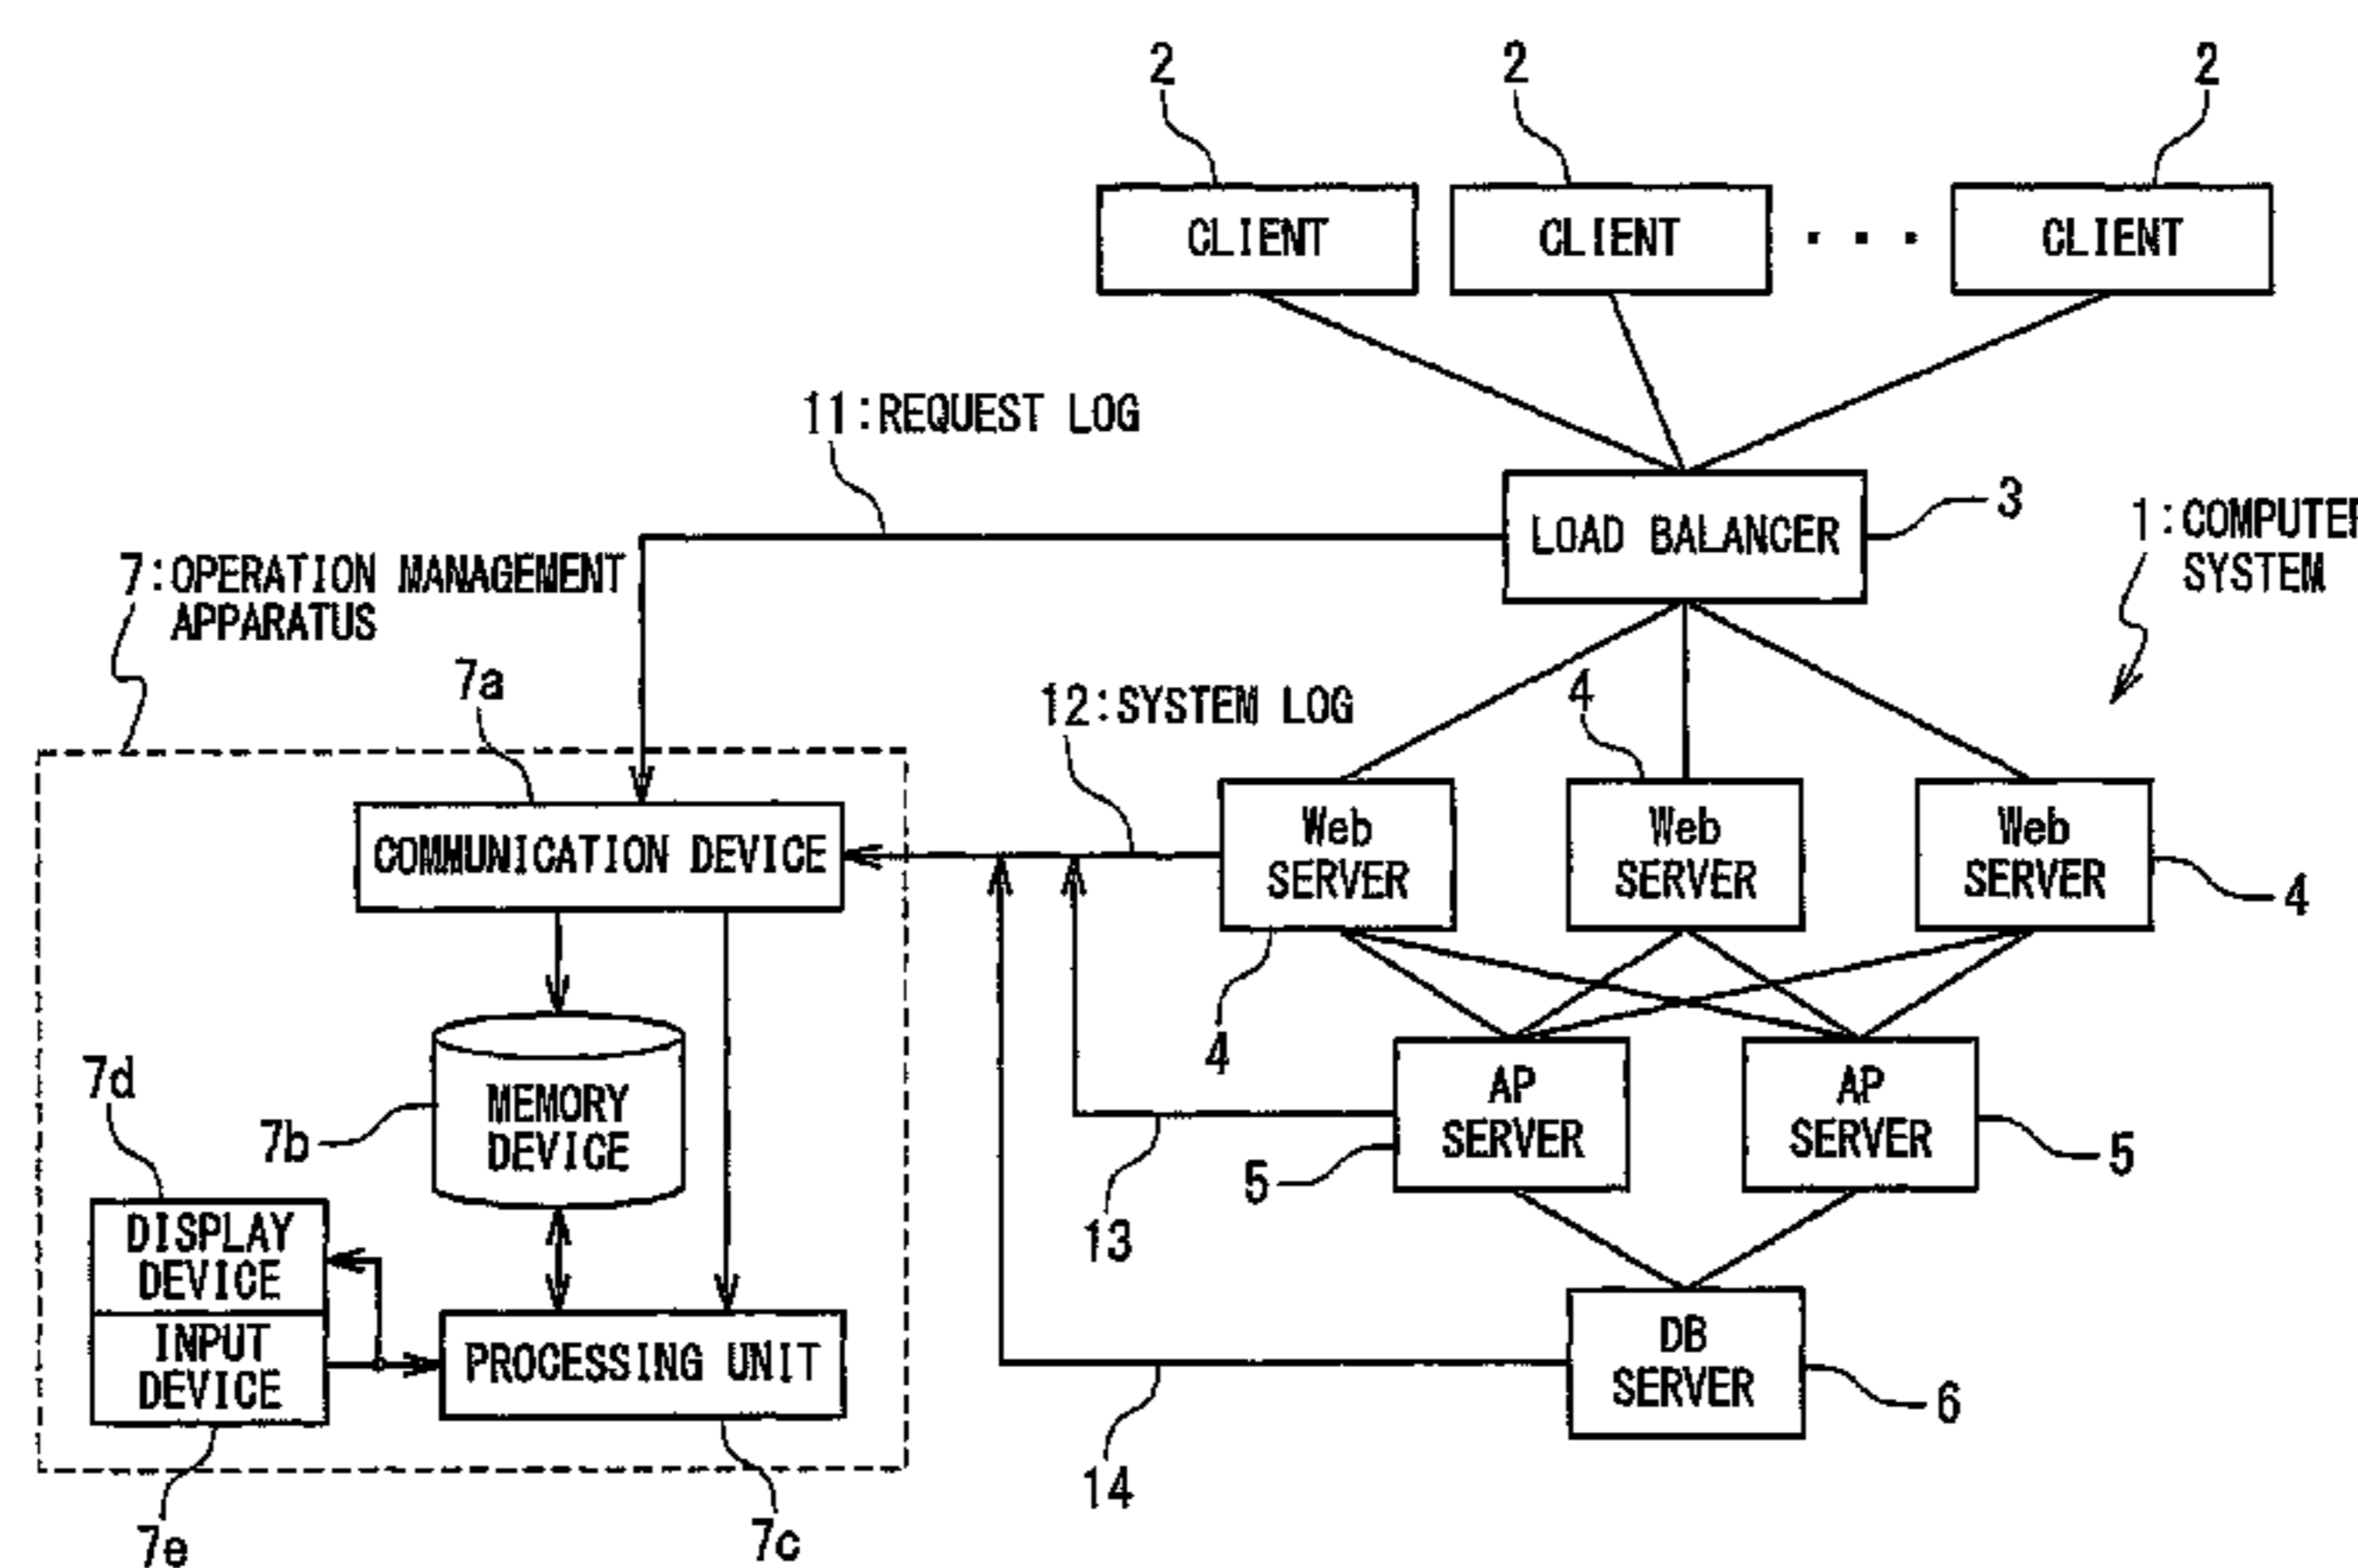 2
2
2
CLIENT
CLIENT
...
CLIENT
11:REQUEST LOG
LOAD BALANCER
3
1:COMPUTER
SYSTEM
7:OPERATION MANAGEMENT
APPARATUS
7a
12:SYSTEM LOG
4
COMMUNICATION DEVICE
Web
SERVER
Web
SERVER
Web
SERVER
4
4
7d
7b
MEMORY
DEVICE
AP
SERVER
AP
SERVER
5
5
13
DISPLAY
DEVICE
INPUT
DEVICE
PROCESSING UNIT
DB
SERVER
6
14
7e
7c